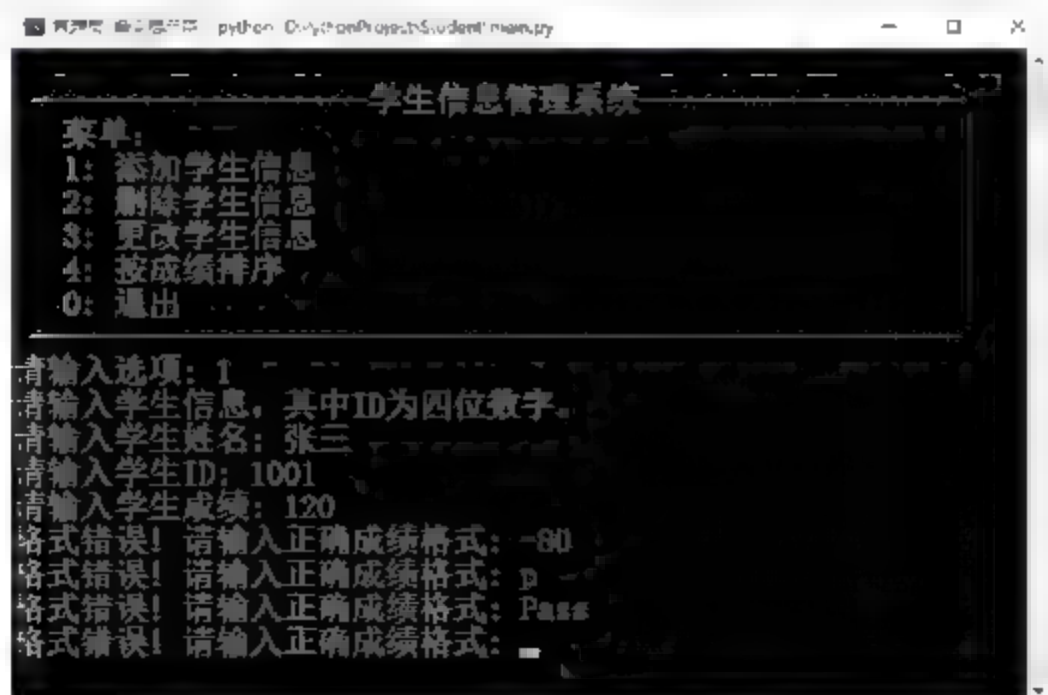 python D:\PythonProject\Student\main.py
学生信息管理系统
菜单:
1: 添加学生信息
2: 删除学生信息
3: 更改学生信息
4: 按成绩排序
0: 退出
请输入选项: 1
请输入学生信息, 其中ID为四位数字。
请输入学生姓名: 张三
请输入学生ID: 1001
请输入学生成绩: 120
格式错误! 请输入正确成绩格式: -80
格式错误! 请输入正确成绩格式: p
格式错误! 请输入正确成绩格式: Pass
格式错误! 请输入正确成绩格式: